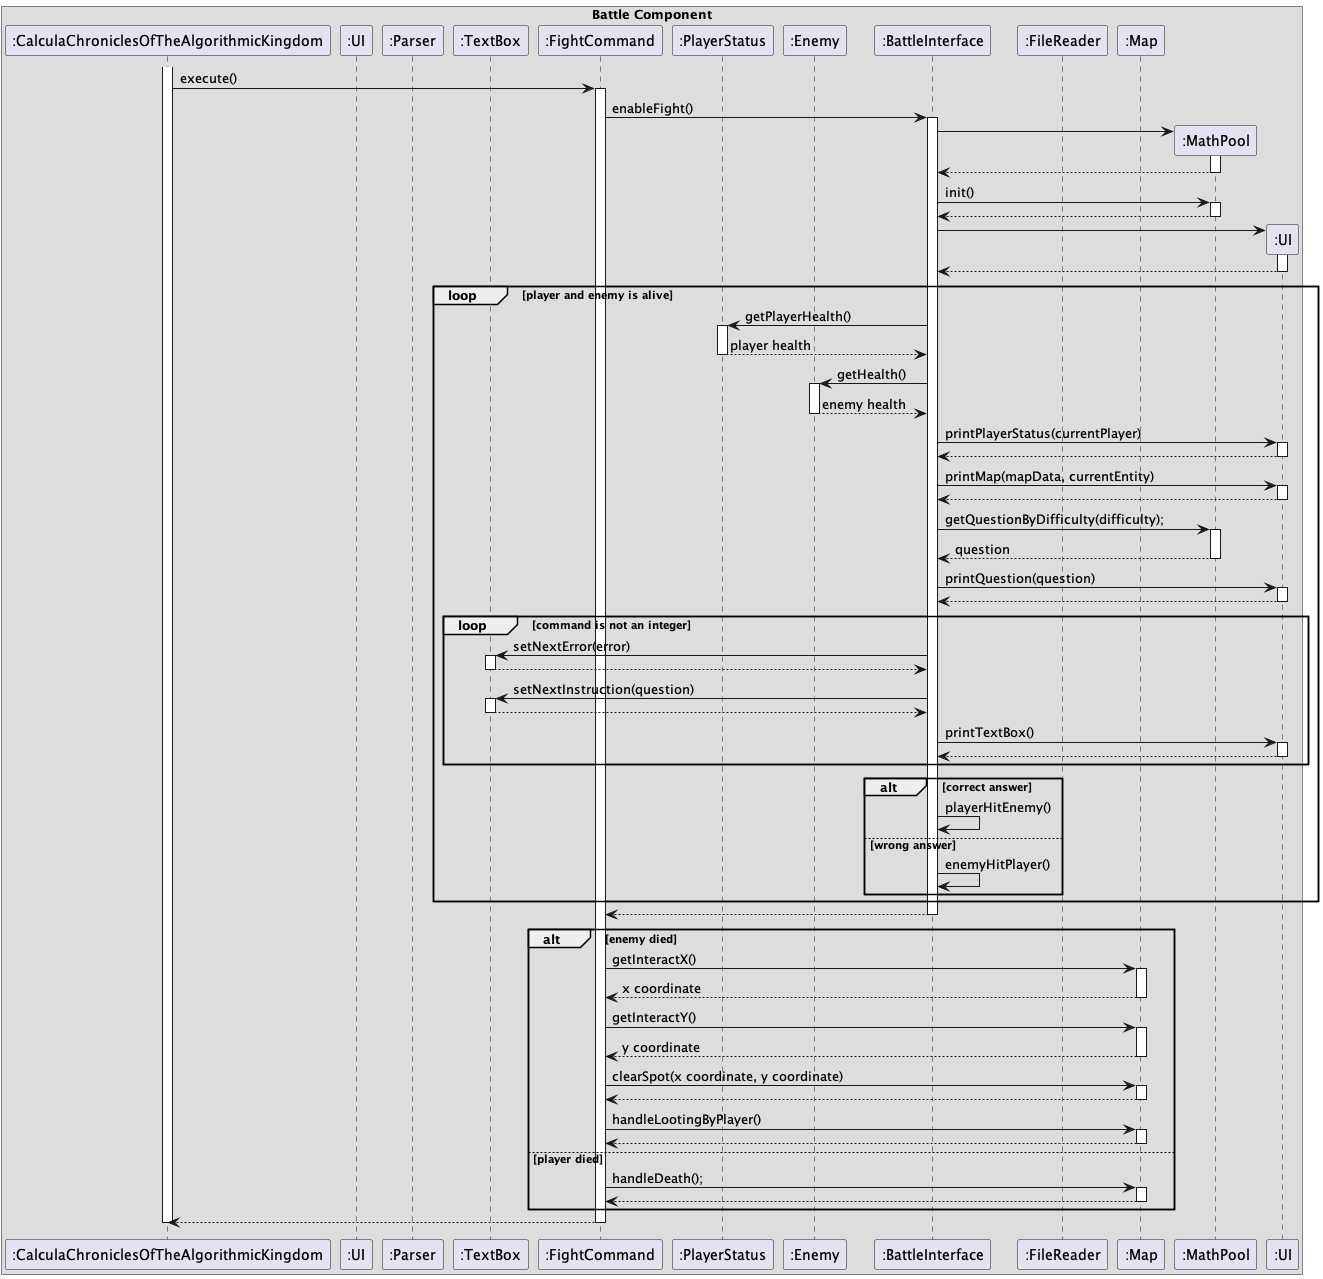 Battle Component
:CalculaChroniclesOfTheAlgorithmicKingdom :UI :Parser :TextBox :FightCommand :PlayerStatus :Enemy :BattleInterface :FileReader :Map
execute()
enableFight()
:MathPool
init()
:UI
loop [player and enemy is alive]
getPlayerHealth()
player health
getHealth()
enemy health
printPlayerStatus(currentPlayer)
printMap(mapData, currentEntity)
getQuestionByDifficulty(difficulty);
question
printQuestion(question)
loop [command is not an integer]
setNextError(error)
setNextInstruction(question)
printTextBox()
alt [correct answer]
playerHitEnemy()
[wrong answer]
enemyHitPlayer()
alt [enemy died]
getInteractX()
x coordinate
getInteractY()
y coordinate
clearSpot(x coordinate, y coordinate)
handleLootingByPlayer()
[player died]
handleDeath();
:CalculaChroniclesOfTheAlgorithmicKingdom :UI :Parser :TextBox :FightCommand :PlayerStatus :Enemy :BattleInterface :FileReader :Map :MathPool :UI